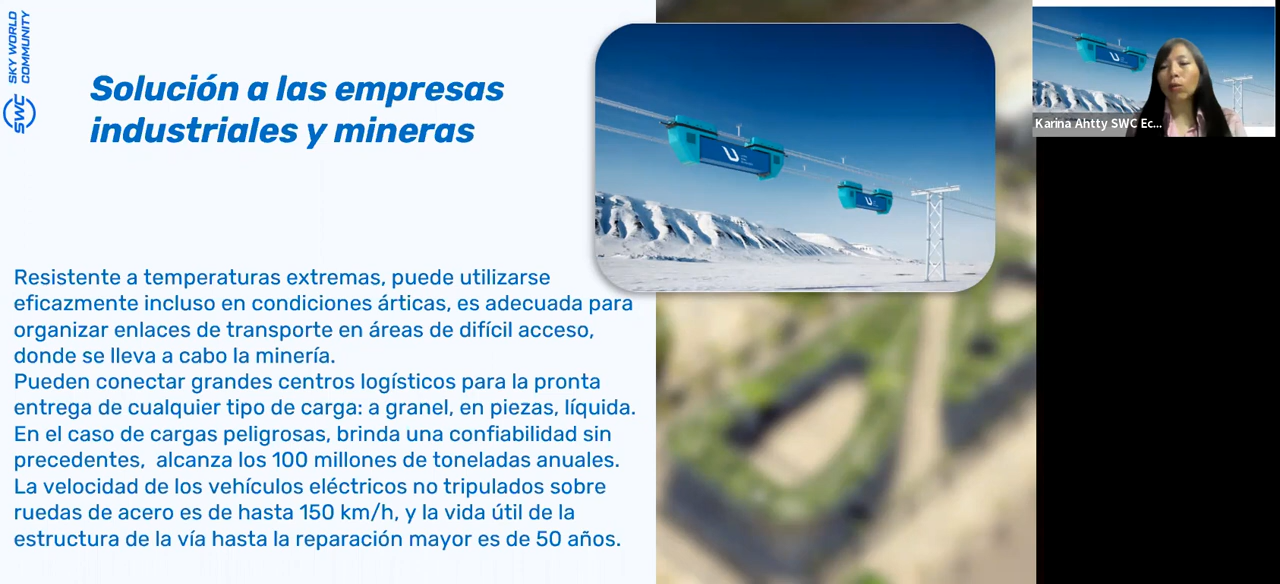 SKY WORLD
COMMUNITY
SWC
Solución a las empresas
industriales y mineras
Resistente a temperaturas extremas, puede utilizarse
eficazmente incluso en condiciones árticas, es adecuada para
organizar enlaces de transporte en áreas de difícil acceso,
donde se lleva a cabo la minería.
Pueden conectar grandes centros logísticos para la pronta
entrega de cualquier tipo de carga: a granel, en piezas, líquida.
En el caso de cargas peligrosas, brinda una confiabilidad sin
precedentes,  alcanza los 100 millones de toneladas anuales.
La velocidad de los vehículos eléctricos no tripulados sobre
ruedas de acero es de hasta 150 km/h, y la vida útil de la
estructura de la vía hasta la reparación mayor es de 50 años.
Karina Ahtty SWC Ec...